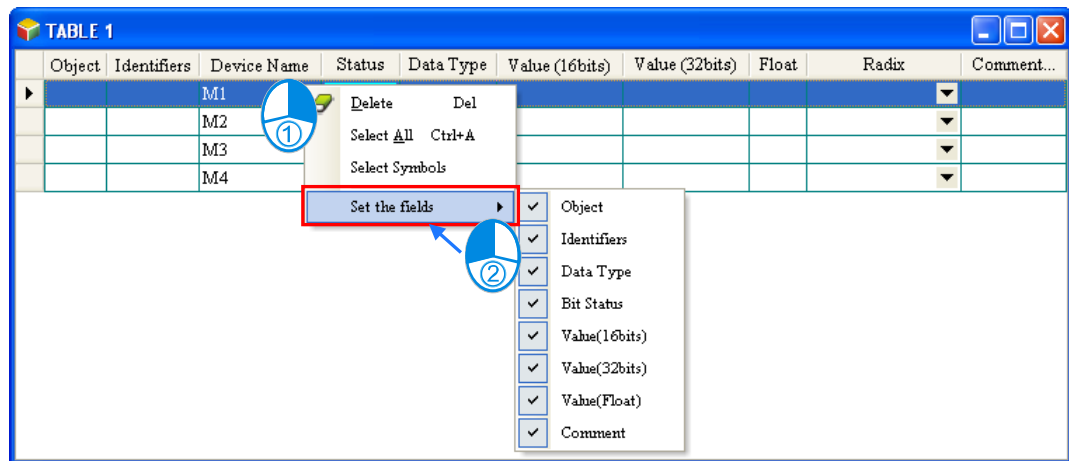 TABLE 1
Object Identifiers Device Name Status Data Type Value (16bits) Value (32bits) Float Radix Comment...
M1
M2
M3
M4
1
Delete Del
Select All Ctrl+A
Select Symbols
Set the fields
2
Object
Identifiers
Data Type
Bit Status
Value(16bits)
Value(32bits)
Value(Float)
Comment